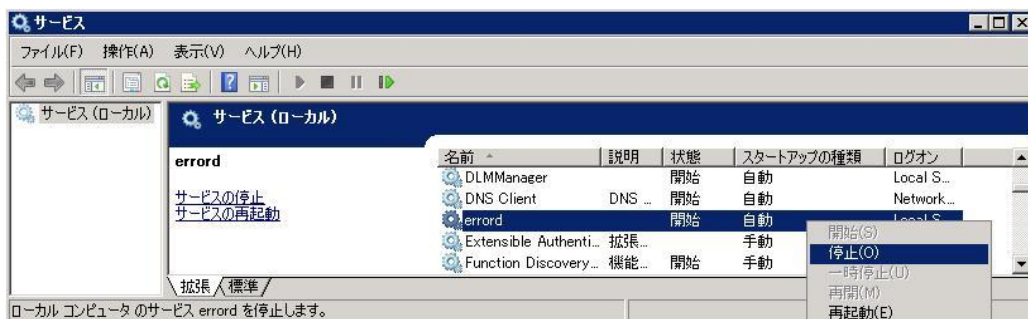 サービス
ファイル(F) 操作(A) 表示(V) ヘルプ(H)
サービス (ローカル)
サービス (ローカル)
errord
サービスの停止
サービスの再起動
名前 説明 状態 スタートアップの種類 ログオン
DLMManager 開始 自動 Local S...
DNS Client DNS ... 開始 自動 Network...
errord 開始 自動 Local S...
Extensible Authenti... 拡張... 手動
Function Discovery... 機能... 開始 手動
開始(S)
停止(O)
一時停止(U)
再開(M)
再起動(E)
拡張 標準
ローカル コンピュータ のサービス errord を停止します。